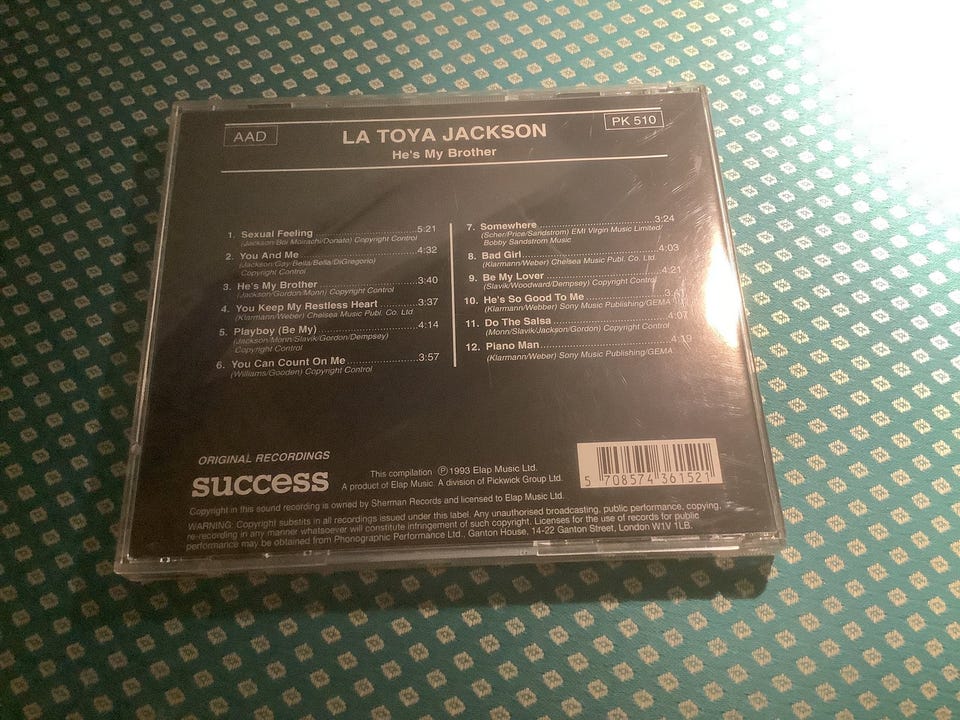 AAD
LA TOYA JACKSON
PK 510
He's My Brother
1. Sexual Feeling 5:21
(Jackson/Boi Moirachi/Donato) Copyright Control
2. You And Me 4:32
(Jackson/Gay/Bella/Bella/DiGregorio)
Copyright Control
3. He's My Brother 3:40
(Jackson/Gordon/Monn) Copyright Control
4. You Keep My Restless Heart 3:37
(Klarmann/Weber) Chelsea Music Publ. Co. Ltd
5. Playboy (Be My) 4:14
(Jackson/Monn/Slavik/Gordon/Dempsey)
Copyright Control
6. You Can Count On Me 3:57
(Williams/Gooden) Copyright Control
7. Somewhere 3:24
(Scher/Price/Sandstrom) EMI Virgin Music Limited/
Bobby Sandstrom Music
8. Bad Girl 4:03
(Klarmann/Weber) Chelsea Music Publ. Co. Ltd.
9. Be My Lover 4:21
(Slavik/Woodward/Dempsey) Copyright Control
10. He's So Good To Me
(Klarmann/Webber) Sony Music Publishing/GEMA
11. Do The Salsa 4:07
(Monn/Slavik/Jackson/Gordon) Copyright Control
12. Piano Man 4:19
(Klarmann/Weber) Sony Music Publishing/GEMA
ORIGINAL RECORDINGS
success
This compilation Ⓟ 1993 Elap Music Ltd.
A product of Elap Music A division of Pickwick Group Ltd.
5 708574 361521
Copyright in this sound recording is owned by Sherman Records and licensed to Elap Music Ltd.
WARNING: Copyright subsits in all recordings issued under this label. Any unauthorised broadcasting, public performance, copying,
re-recording in any manner whatsoever will constitute infringement of such copyright. Licenses for the use of records for public
performance may be obtained from Phonographic Performance Ltd., Ganton House, 14-22 Ganton Street, London W1V 1LB.